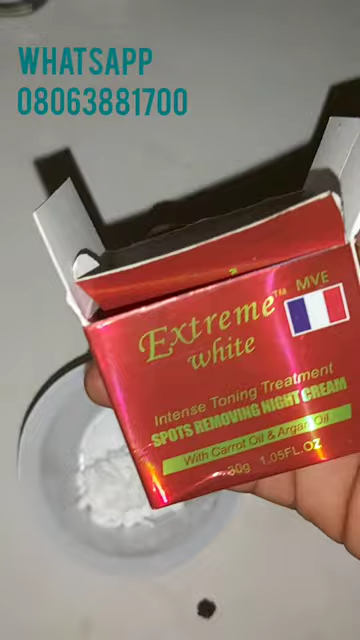 WHATSAPP
08063881700
MVE
Extreme™
white
Intense Toning Treatment
SPOTS REMOVING NIGHT CREAM
With Carrot Oil & Argan Oil
30g 1.05FL.OZ